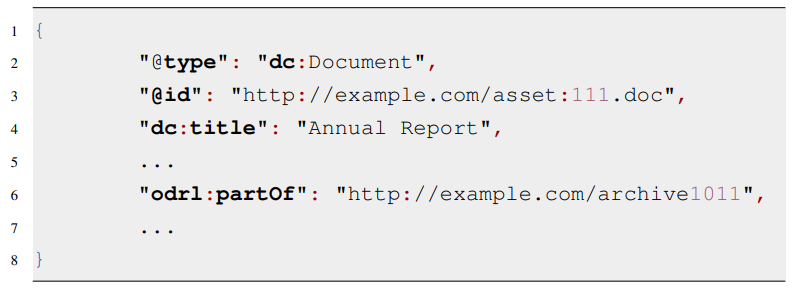 1 {
2 "@type": "dc:Document",
3 "@id": "http://example.com/asset:111.doc",
4 "dc:title": "Annual Report",
5 ...
6 "odrl:partOf": "http://example.com/archive1011",
7 ...
8 }